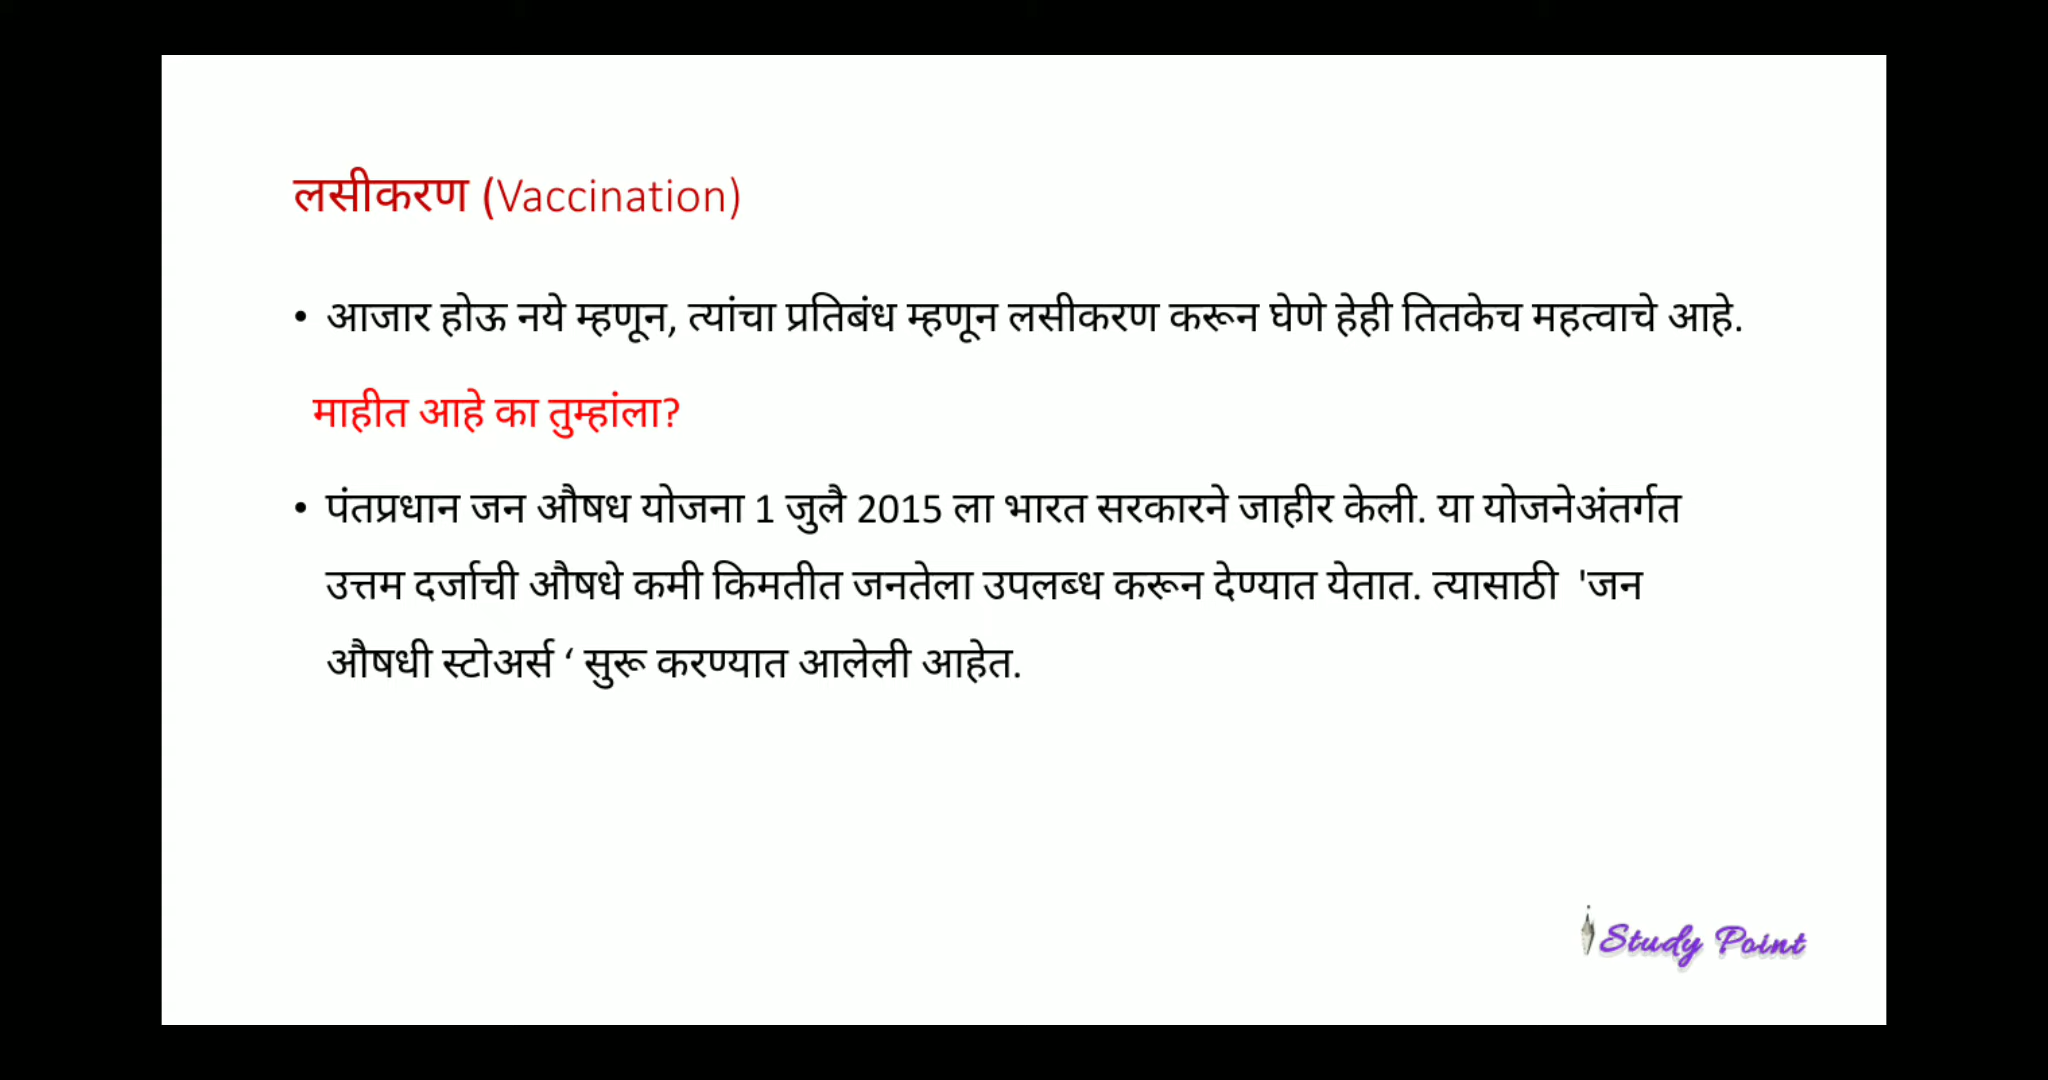 लसीकरण (Vaccination)
• आजार होऊ नये म्हणून, त्यांचा प्रतिबंध म्हणून लसीकरण करून घेणे हेही तितकेच महत्वाचे आहे.
माहीत आहे का तुम्हांला?
• पंतप्रधान जन औषध योजना 1 जुलै 2015 ला भारत सरकारने जाहीर केली. या योजनेअंतर्गत
उत्तम दर्जाची औषधे कमी किमतीत जनतेला उपलब्ध करून देण्यात येतात. त्यासाठी 'जन
औषधी स्टोअर्स ‘ सुरू करण्यात आलेली आहेत.
Study Point